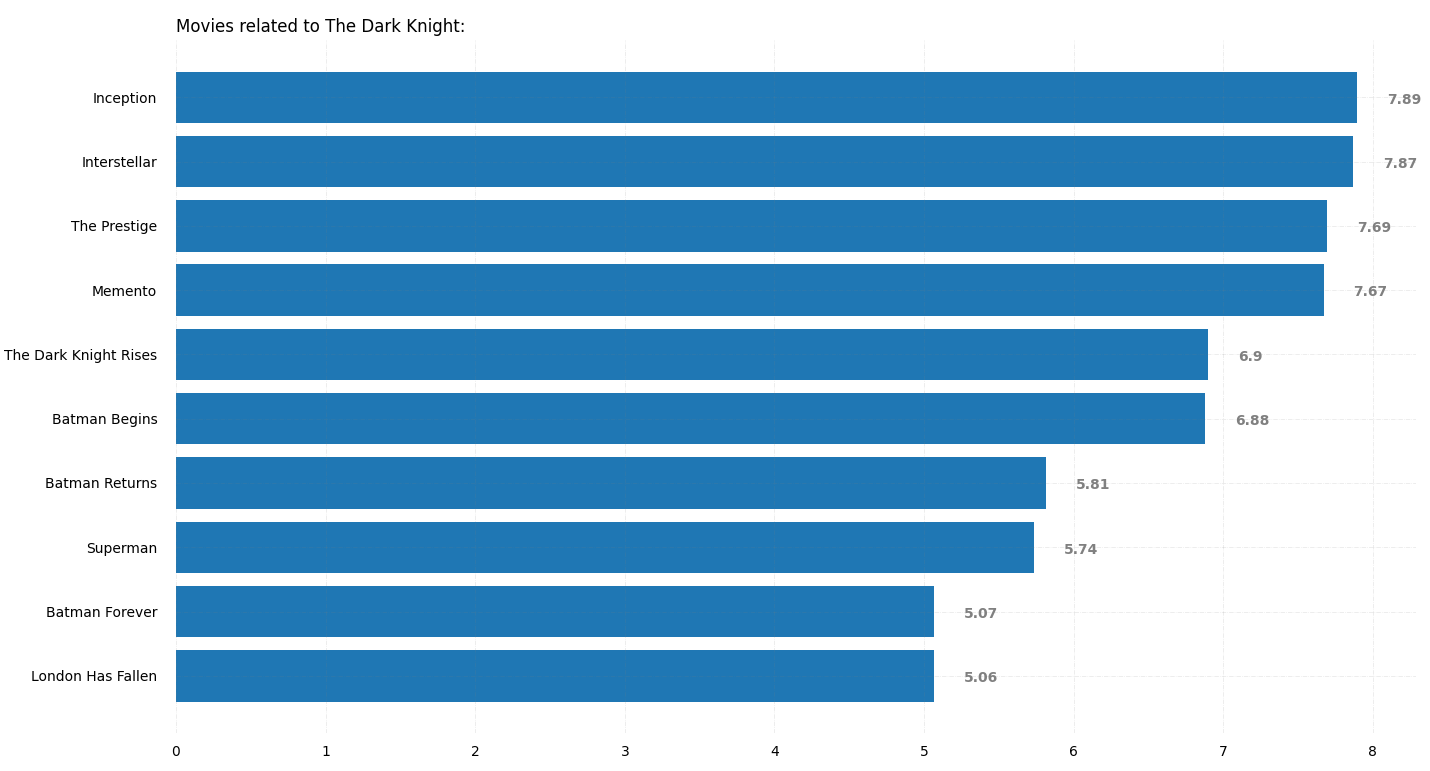 Movies related to The Dark Knight:
Inception 7.89
Interstellar 7.87
The Prestige 7.69
Memento 7.67
The Dark Knight Rises 6.9
Batman Begins 6.88
Batman Returns 5.81
Superman 5.74
Batman Forever 5.07
London Has Fallen 5.06
0 1 2 3 4 5 6 7 8